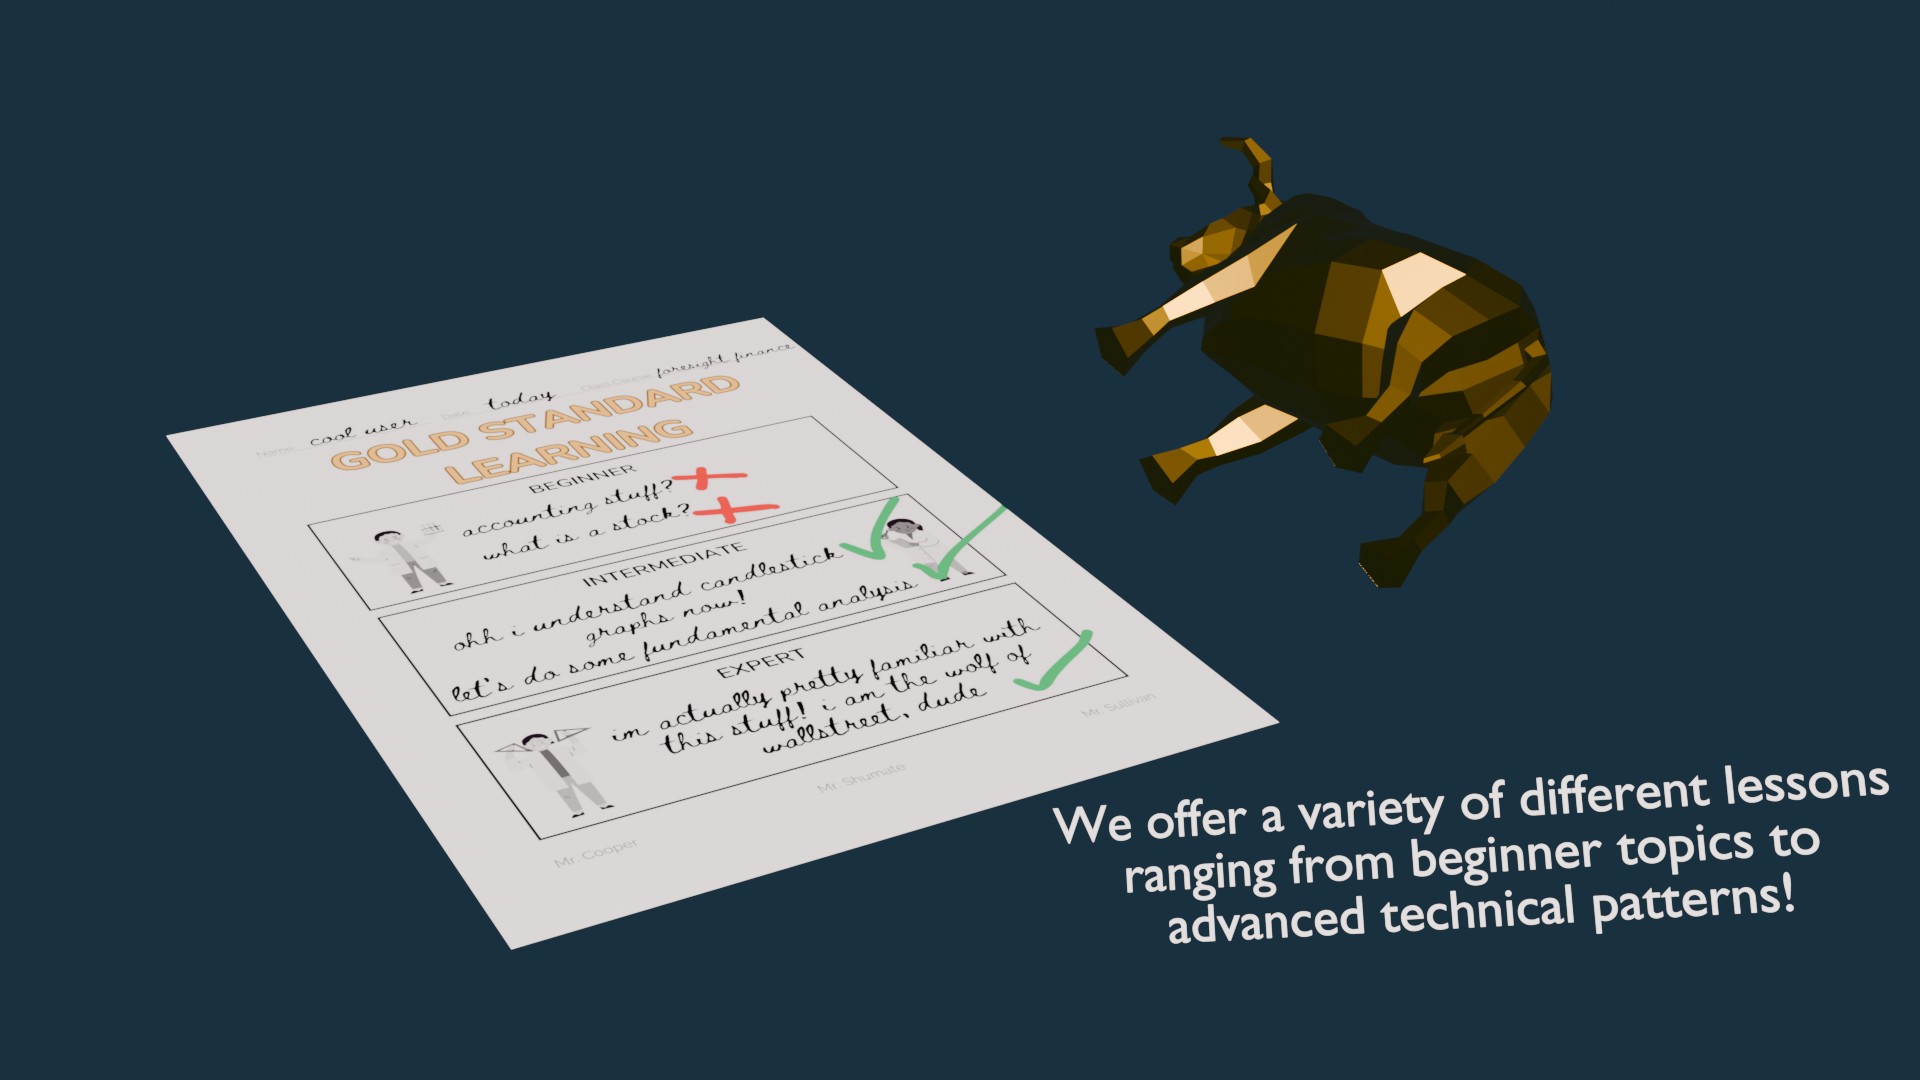 Name: cool user Date: today Class/Course: foresight finance
GOLD STANDARD
LEARNING
BEGINNER
accounting stuff?
what is a stock?
INTERMEDIATE
ohh i understand candlestick
graphs now!
let's do some fundamental analysis
EXPERT
im actually pretty familiar with
this stuff! i am the wolf of
wallstreet, dude
Mr. Cooper
Mr. Shumate
Mr. Sullivan
We offer a variety of different lessons
ranging from beginner topics to
advanced technical patterns!